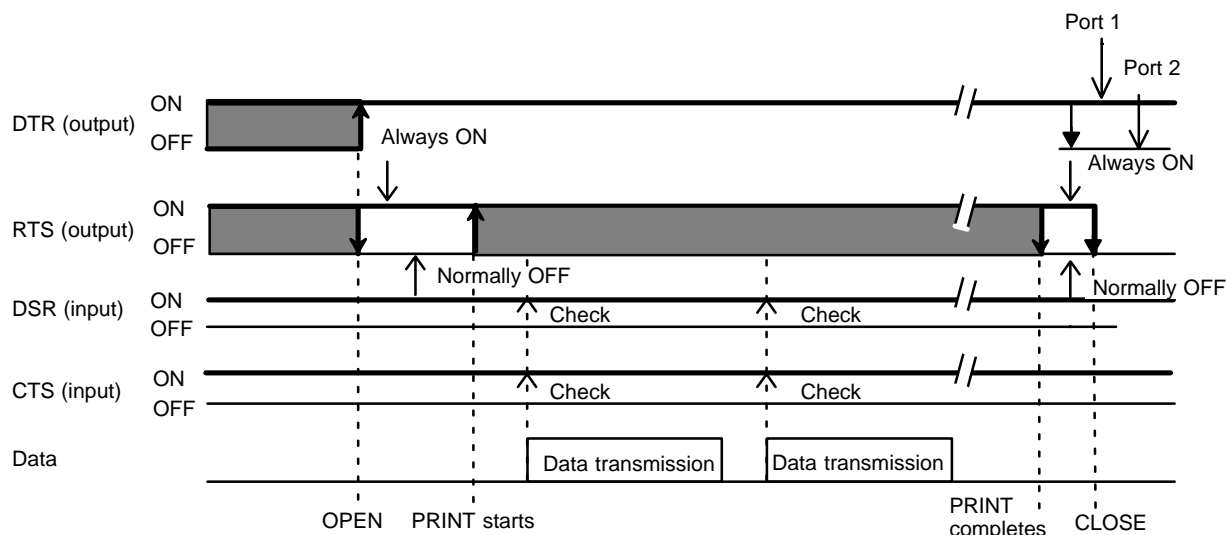 Port 1
Port 2
ON
DTR (output)
OFF
Always ON
Always ON
ON
RTS (output)
OFF
Normally OFF
Normally OFF
ON
DSR (input)
Check
Check
OFF
ON
CTS (input)
Check
Check
OFF
Data
Data transmission
Data transmission
OPEN
PRINT starts
PRINT
completes
CLOSE